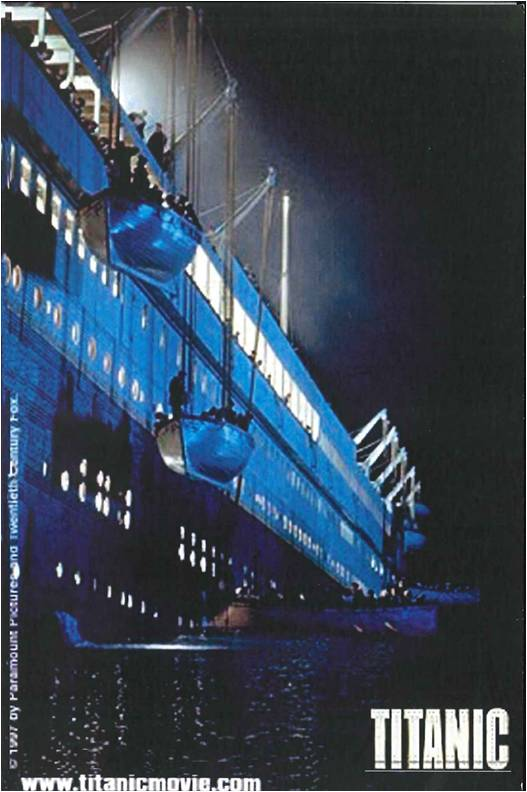 © 1997 by Paramount Pictures and Twentieth Century Fox.
TITANIC
www.titanicmovie.com